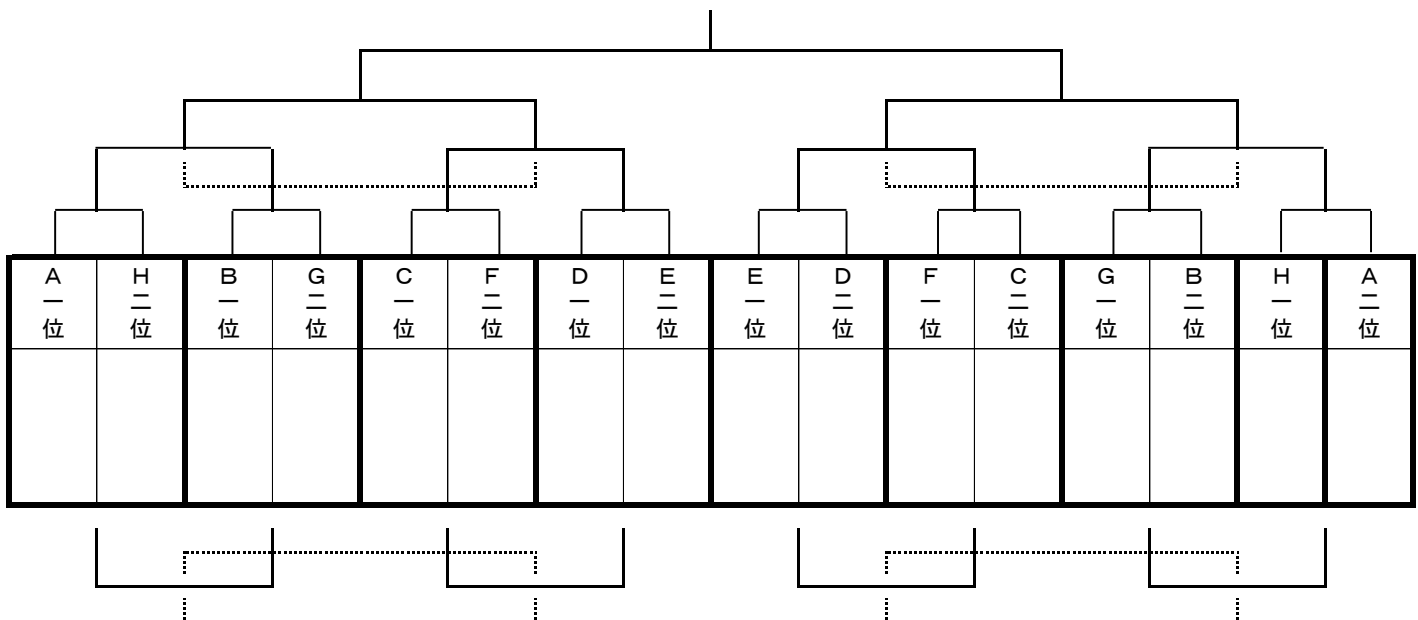 A一位
H二位
B一位
G二位
C一位
F二位
D一位
E二位
E一位
D二位
F一位
C二位
G一位
B二位
H一位
A二位